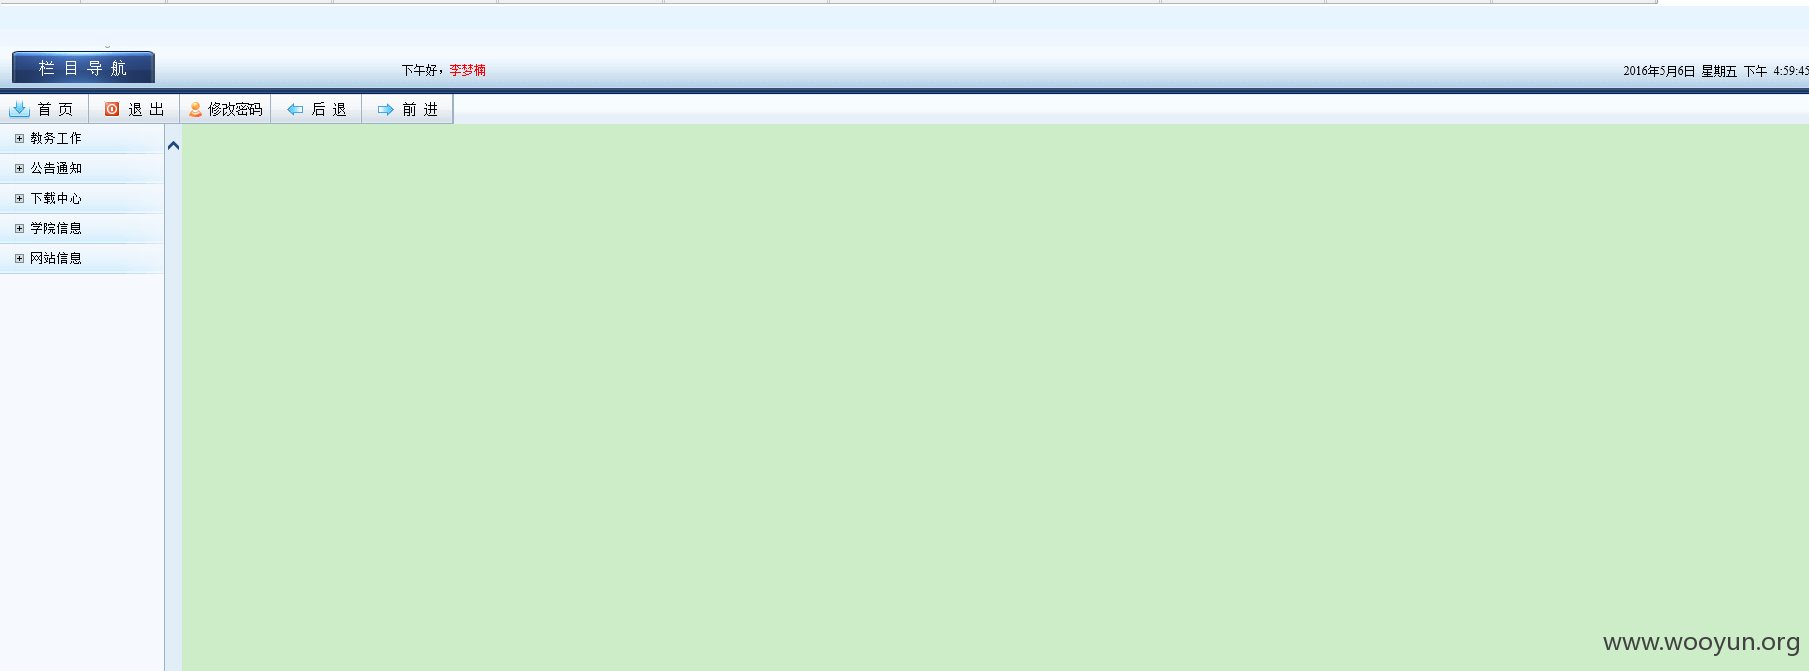 栏 目 导 航
下午好，李梦楠
2016年5月6日 星期五 下午 4:59:45
首 页
退 出
修改密码
后 退
前 进
教务工作
公告通知
下载中心
学院信息
网站信息
www.wooyun.org